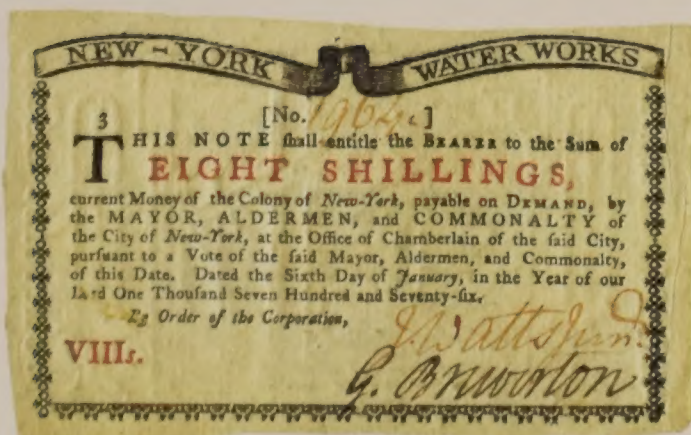 NEW-YORK WATER WORKS
3
[No. 1964.]
THIS NOTE ſhall entitle the BEARER to the Sum of
EIGHT SHILLINGS,
current Money of the Colony of New-York, payable on DEMAND, by
the MAYOR, ALDERMEN, and COMMONALTY of
the City of New-York, at the Office of Chamberlain of the ſaid City,
purſuant to a Vote of the ſaid Mayor, Aldermen, and Commonalty,
of this Date. Dated the Sixth Day of January, in the Year of our
Lord One Thouſand Seven Hundred and Seventy-ſix.
By Order of the Corporation,
J. Watts Junr.
VIIIs.
G. Brewerton